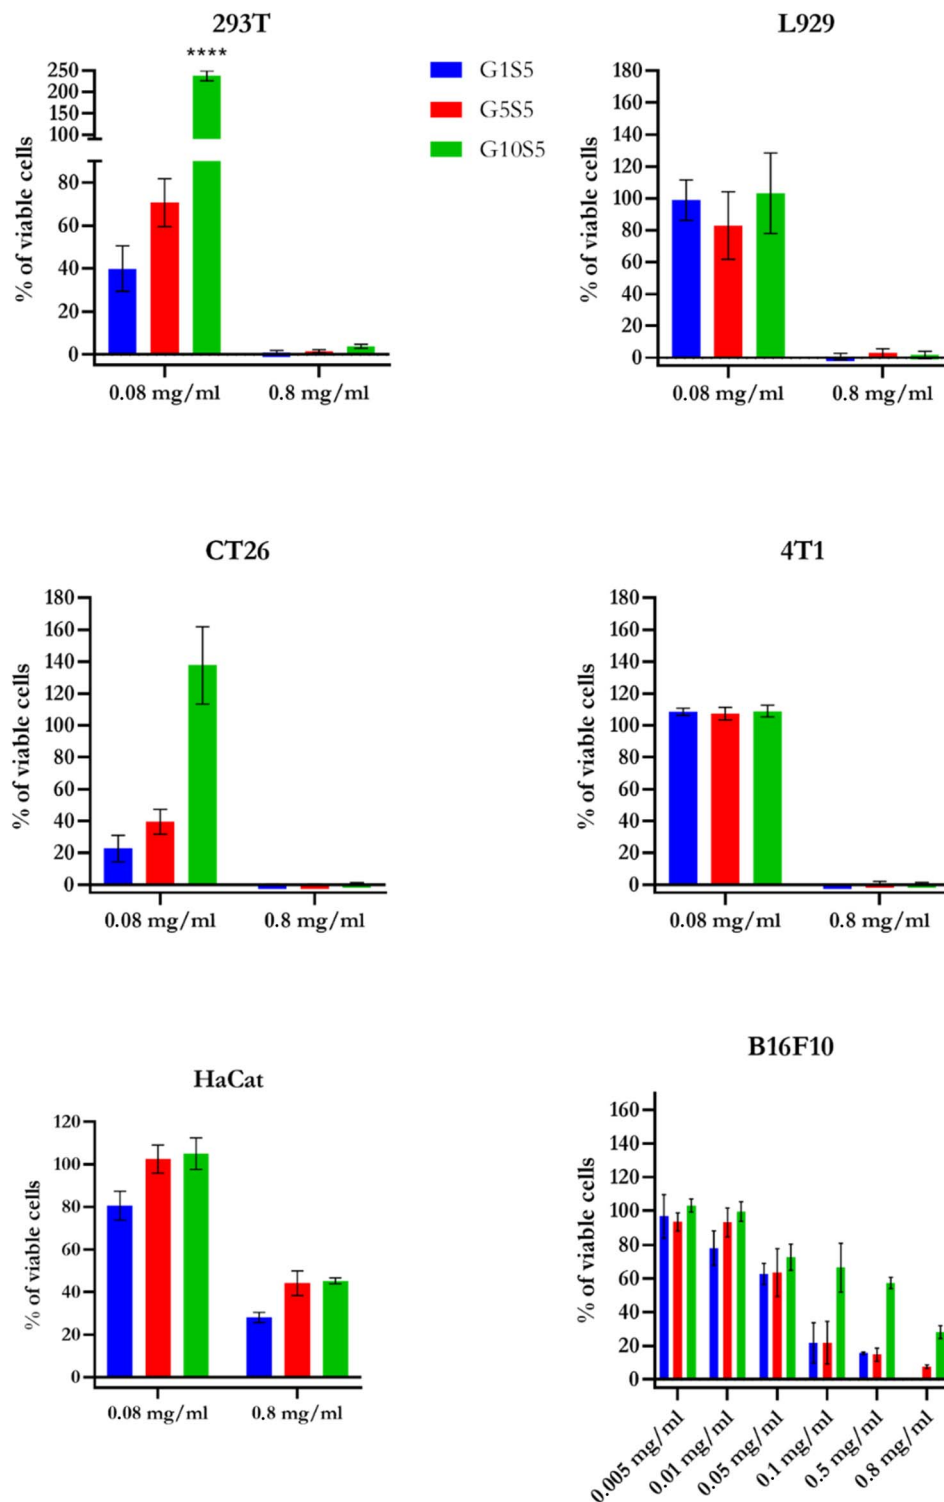 293T
****
250
200
150
100
80
60
40
20
0
% of viable cells
0.08 mg/ml 0.8 mg/ml
G1S5
G5S5
G10S5
L929
180
160
140
120
100
80
60
40
20
0
% of viable cells
0.08 mg/ml 0.8 mg/ml
CT26
180
160
140
120
100
80
60
40
20
0
% of viable cells
0.08 mg/ml 0.8 mg/ml
4T1
180
160
140
120
100
80
60
40
20
0
% of viable cells
0.08 mg/ml 0.8 mg/ml
HaCat
120
100
80
60
40
20
0
% of viable cells
0.08 mg/ml 0.8 mg/ml
B16F10
160
140
120
100
80
60
40
20
0
% of viable cells
0.005 mg/ml
0.01 mg/ml
0.05 mg/ml
0.1 mg/ml
0.5 mg/ml
0.8 mg/ml